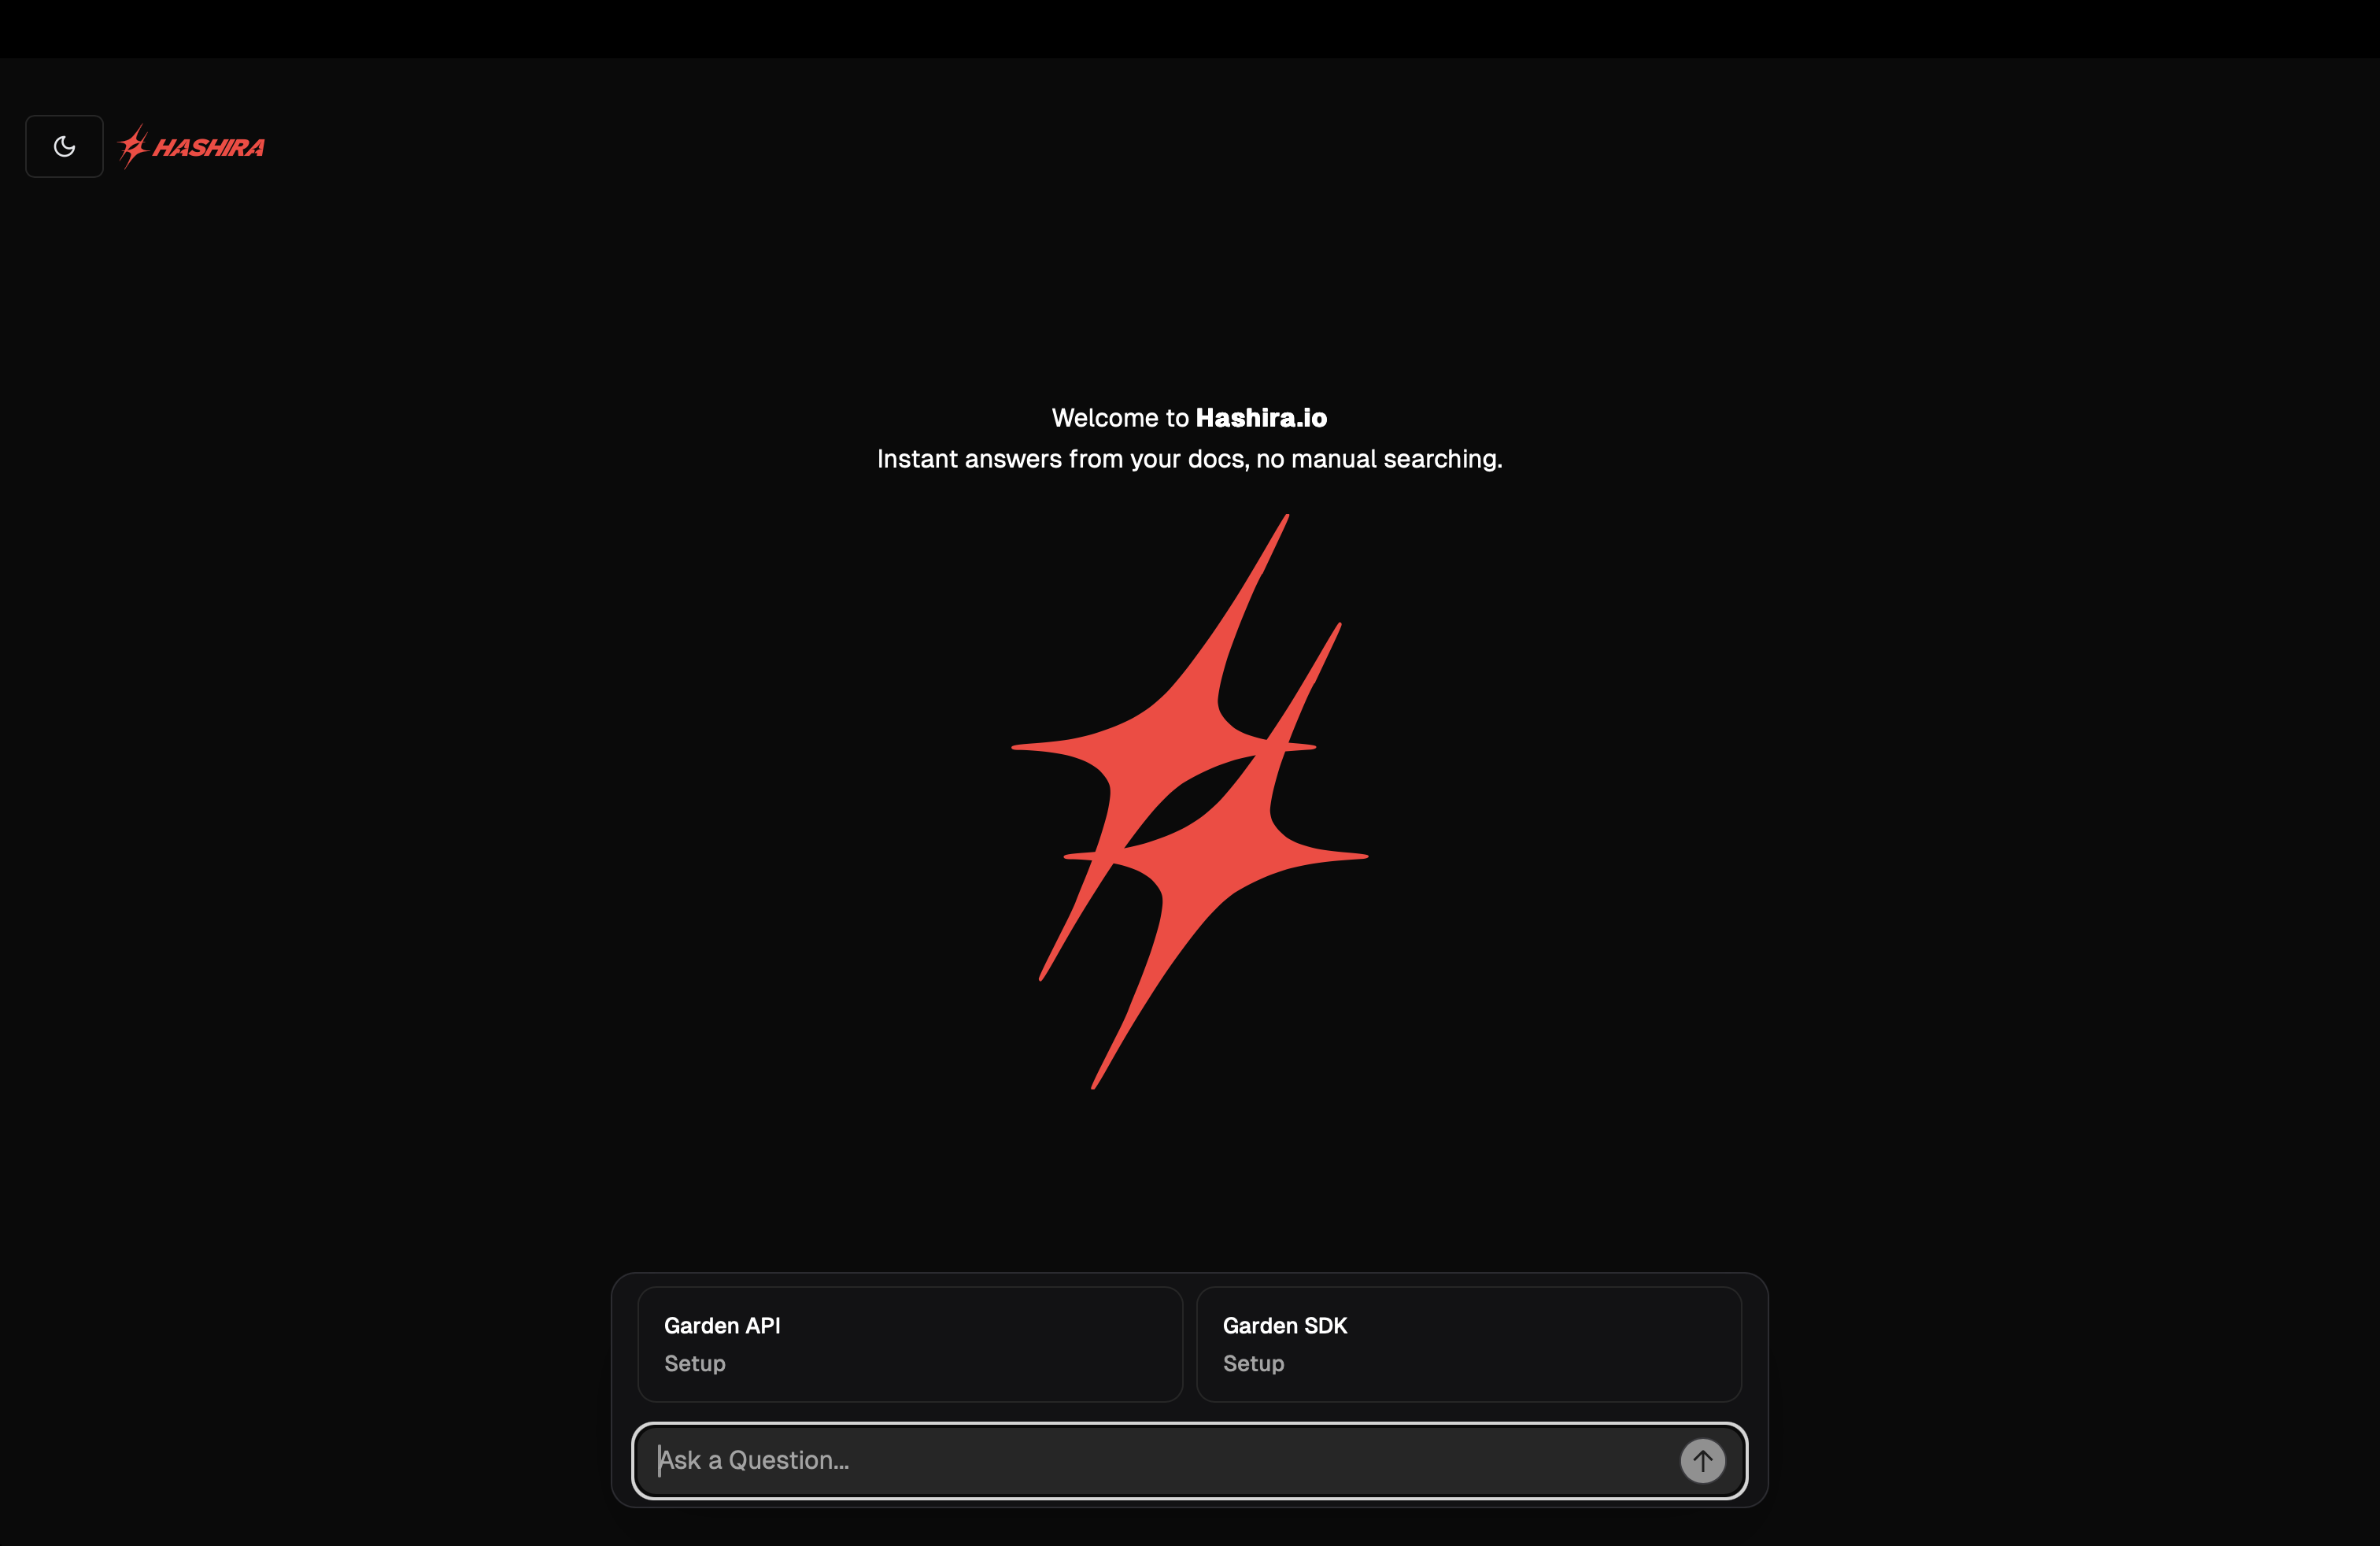 HASHIRA
Welcome to Hashira.io
Instant answers from your docs, no manual searching.
Garden API
Setup
Garden SDK
Setup
Ask a Question...